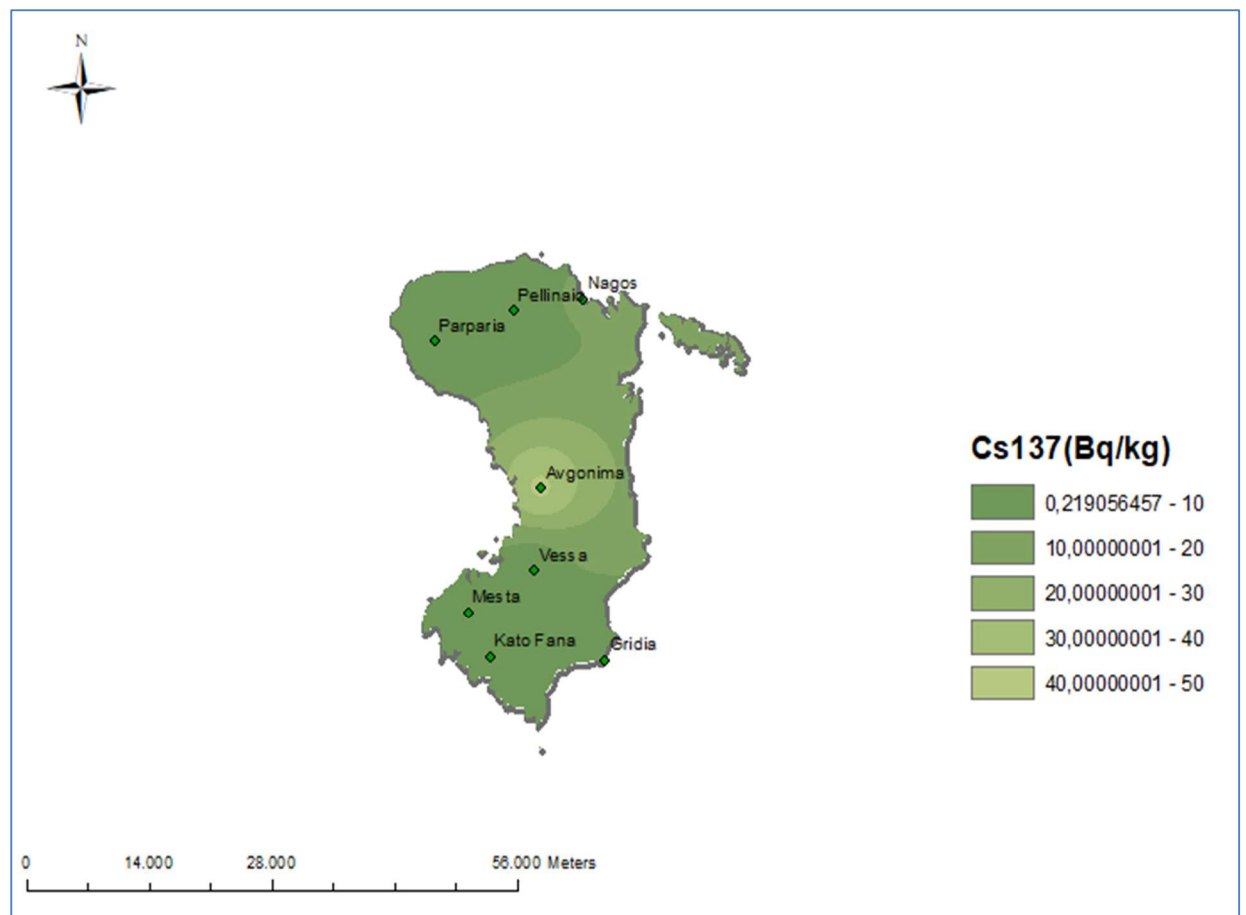 N
Nagos
Pellinaio
Parparia
Avgonima
Vessa
Mesta
Kato Fana
Gridia
Cs137(Bq/kg)
0,219056457 - 10
10,00000001 - 20
20,00000001 - 30
30,00000001 - 40
40,00000001 - 50
0 14.000 28.000 56.000 Meters